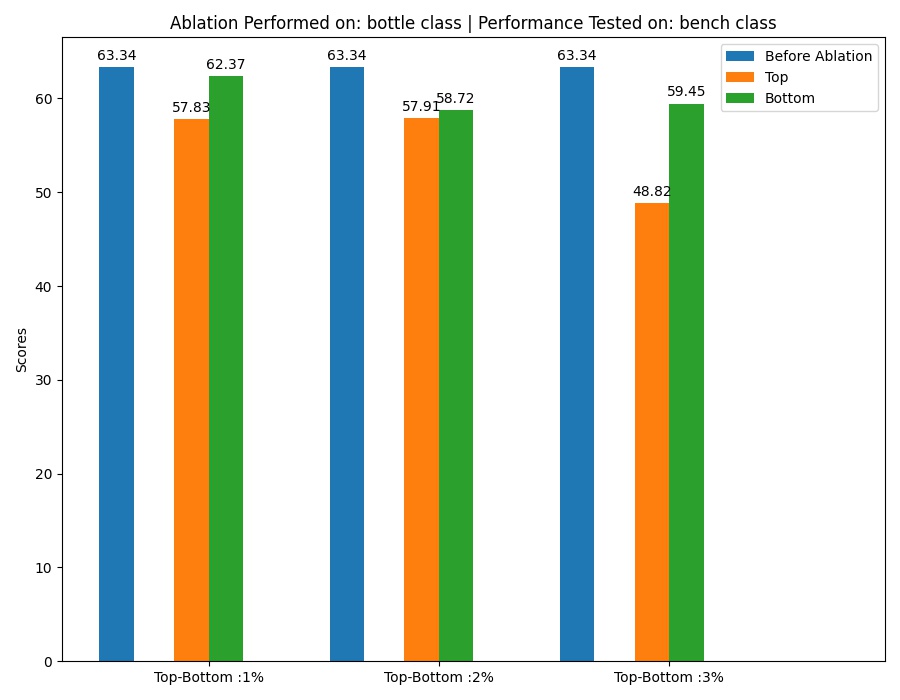 Ablation Performed on: bottle class | Performance Tested on: bench class
Before Ablation
Top
Bottom
63.34
57.83
62.37
63.34
57.91
58.72
63.34
48.82
59.45
Scores
60
50
40
30
20
10
0
Top-Bottom :1%
Top-Bottom :2%
Top-Bottom :3%